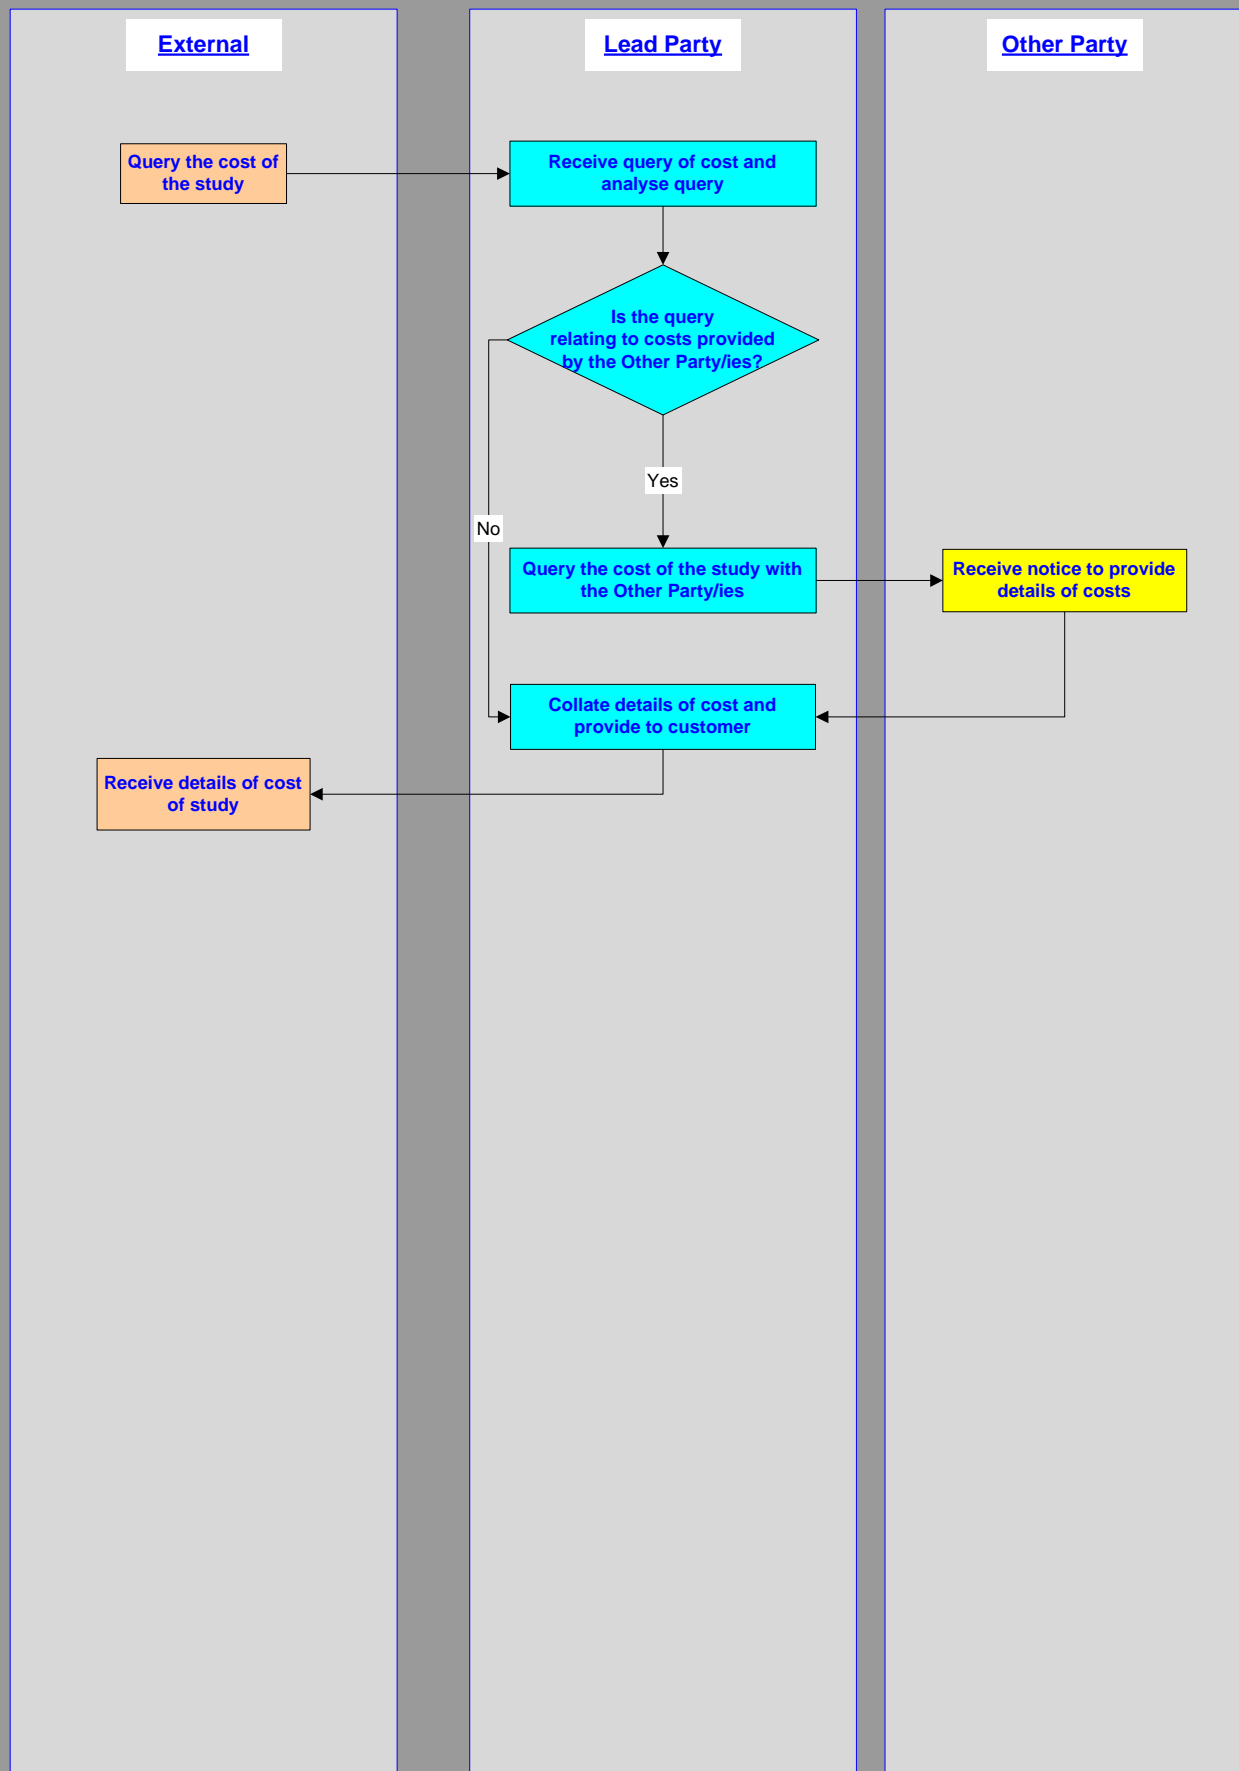 External
Lead Party
Other Party
Query the cost of
the study
Receive query of cost and
analyse query
Is the query
relating to costs provided
by the Other Party/ies?
Yes
No
Query the cost of the study with
the Other Party/ies
Receive notice to provide
details of costs
Collate details of cost and
provide to customer
Receive details of cost
of study